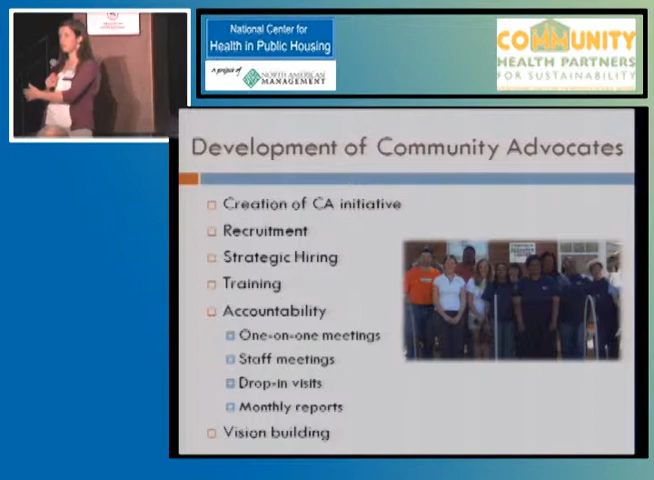 National Center for
Health in Public Housing
a project of
NORTH AMERICAN
MANAGEMENT
COMMUNITY
HEALTH PARTNERS
FOR SUSTAINABILITY
Development of Community Advocates
Creation of CA initiative
Recruitment
Strategic Hiring
Training
Accountability
One-on-one meetings
Staff meetings
Drop-in visits
Monthly reports
Vision building